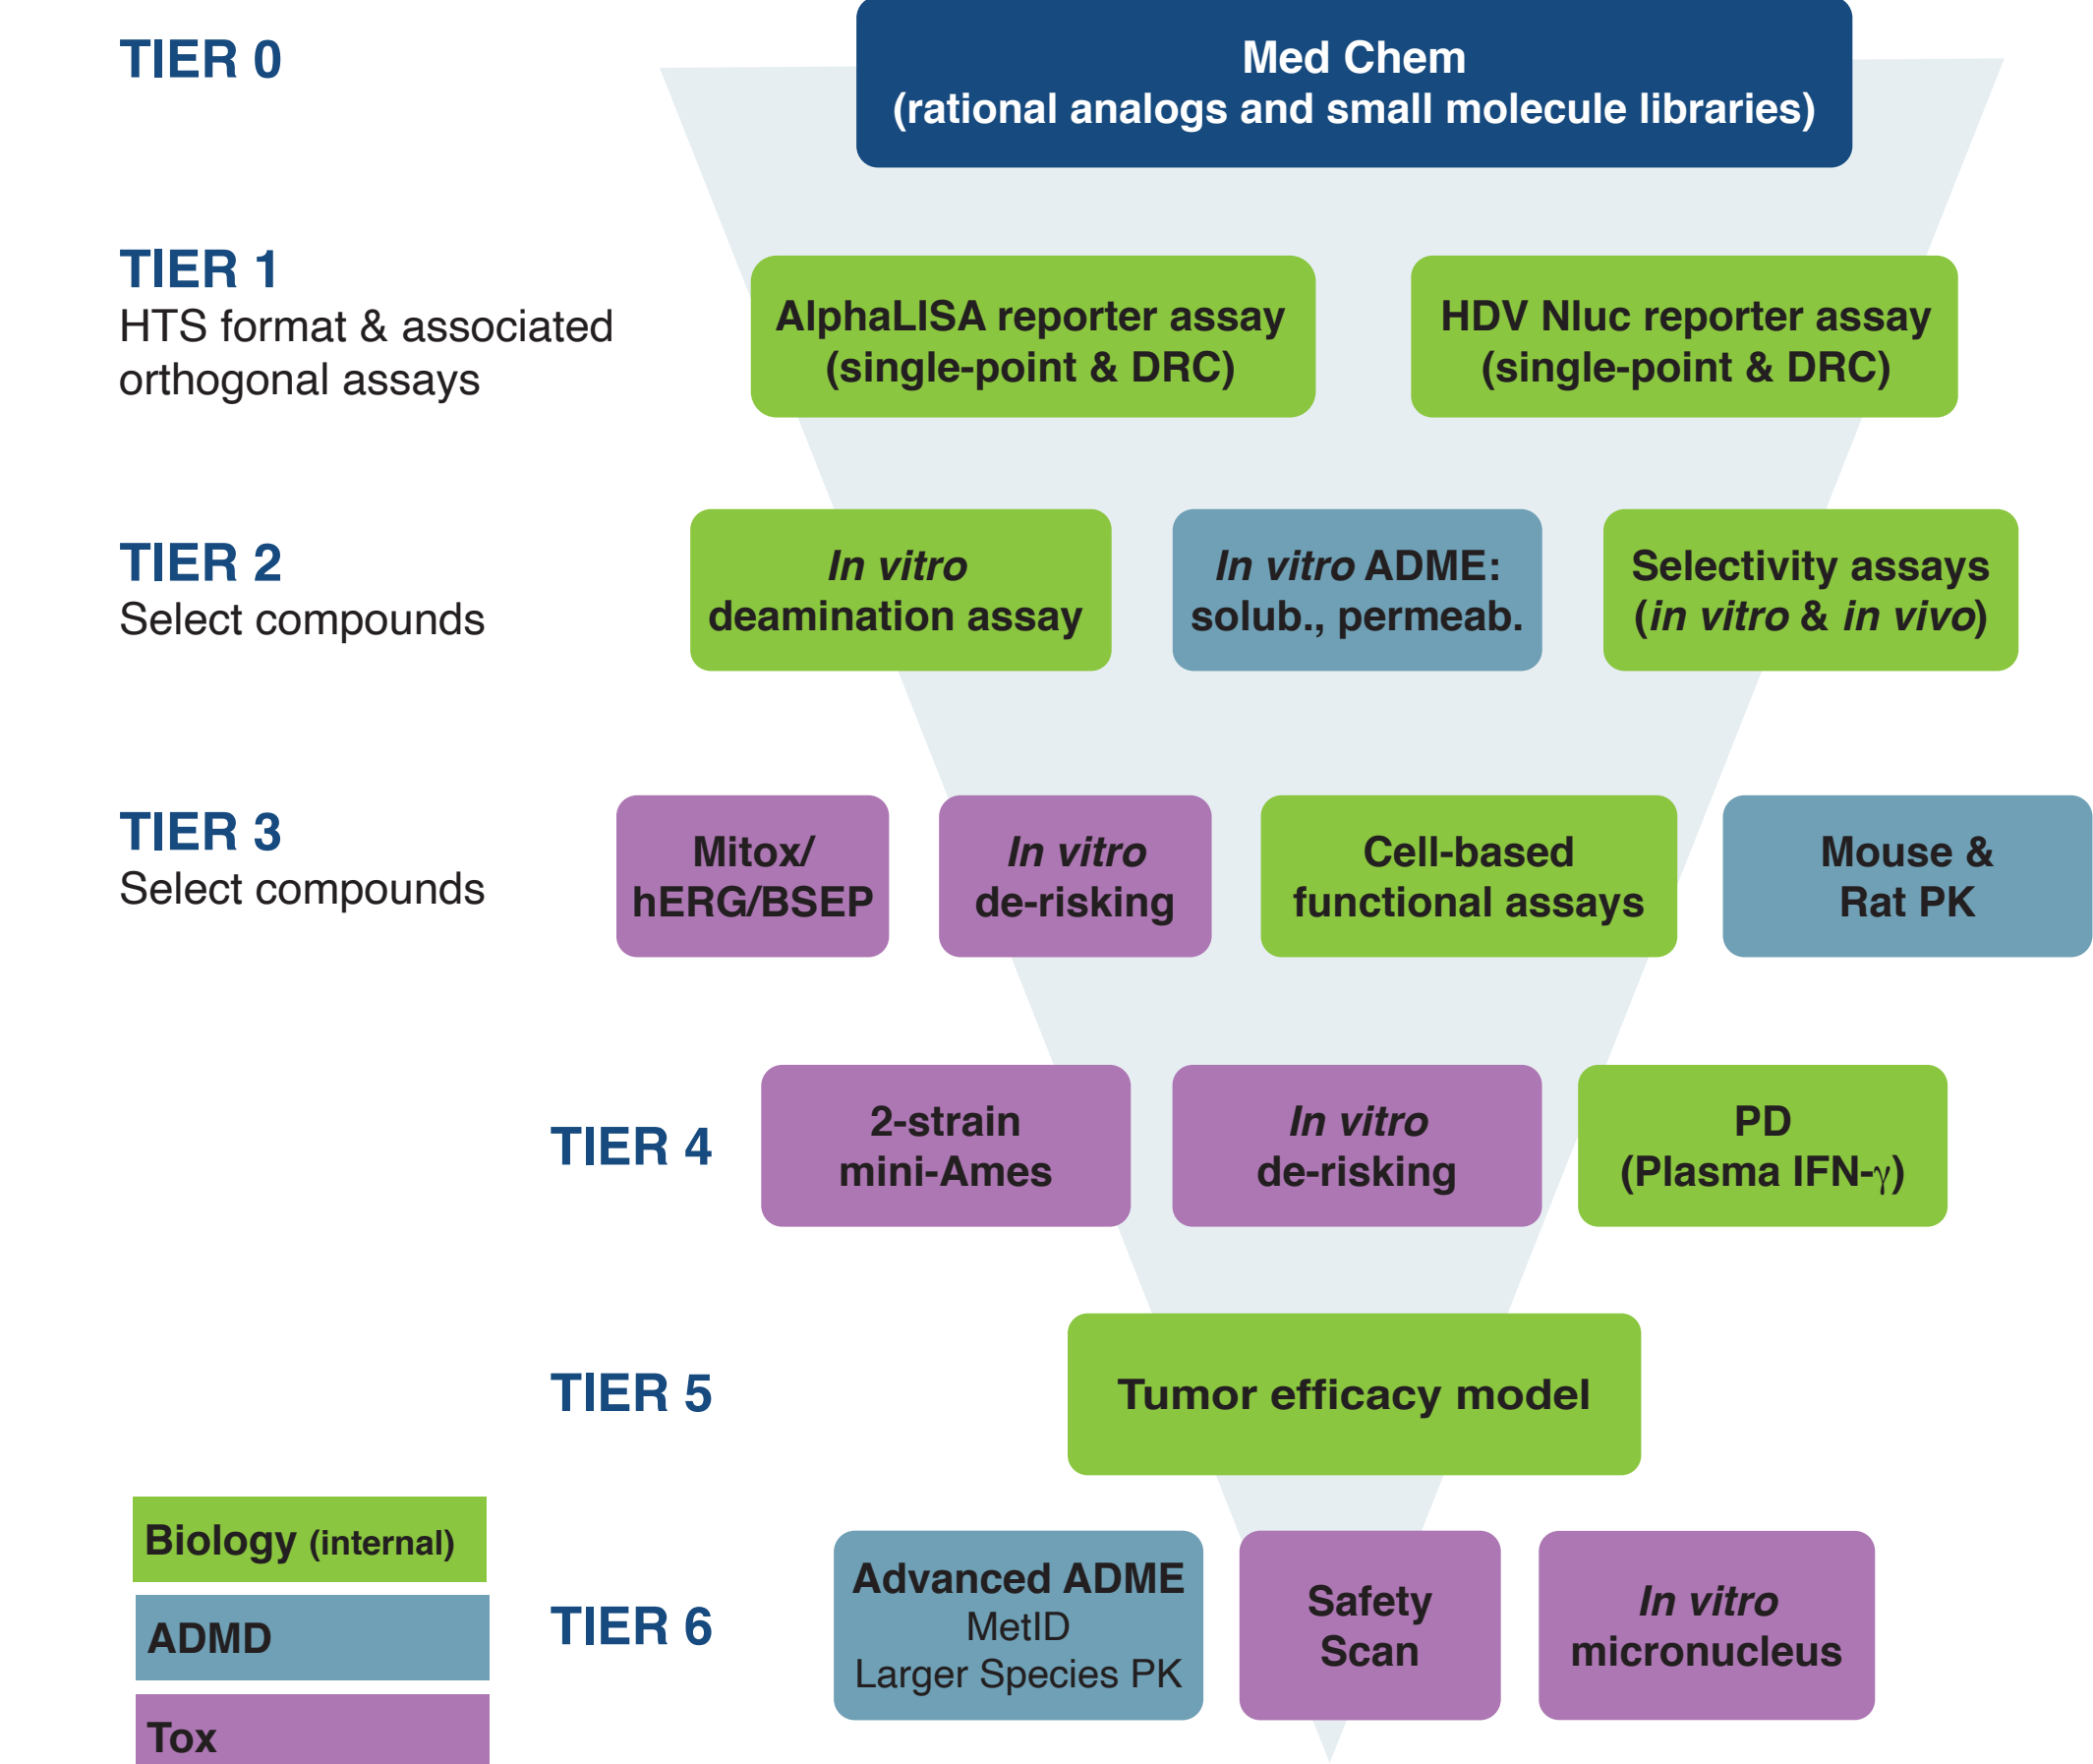 TIER 0
Med Chem
(rational analogs and small molecule libraries)
TIER 1
HTS format & associated
orthogonal assays
AlphaLISA reporter assay
(single-point & DRC)
HDV Nluc reporter assay
(single-point & DRC)
TIER 2
Select compounds
In vitro
deamination assay
In vitro ADME:
solub., permeab.
Selectivity assays
(in vitro & in vivo)
TIER 3
Select compounds
Mitox/
hERG/BSEP
In vitro
de-risking
Cell-based
functional assays
Mouse &
Rat PK
TIER 4
2-strain
mini-Ames
In vitro
de-risking
PD
(Plasma IFN-γ)
TIER 5
Tumor efficacy model
TIER 6
Advanced ADME
MetID
Larger Species PK
Safety
Scan
In vitro
micronucleus
Biology (internal)
ADMD
Tox